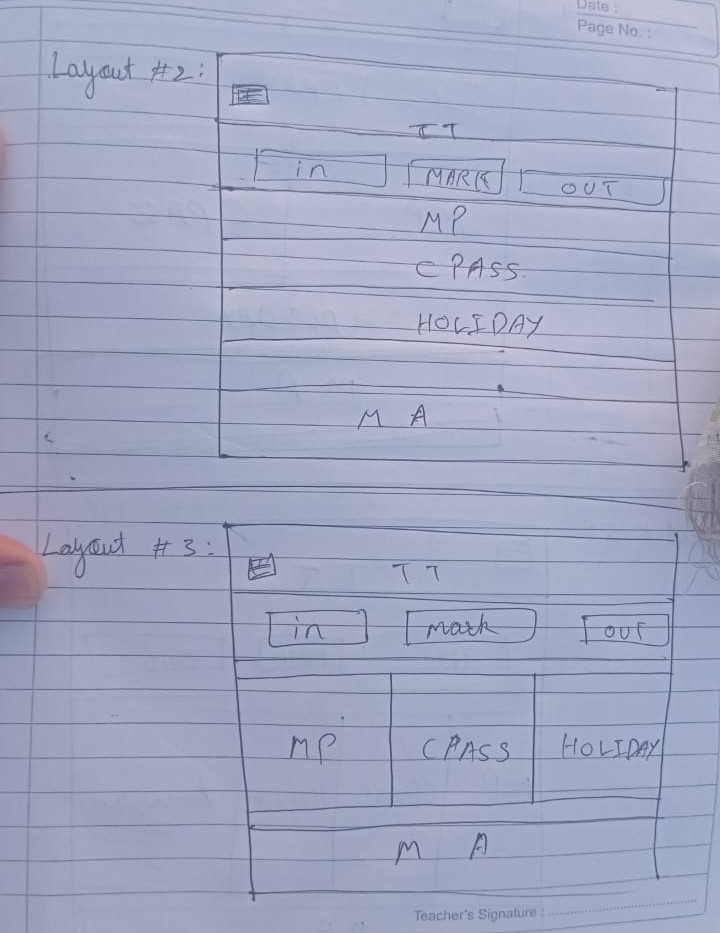 Date :
Page No. :
Layout #2:
TT
in MARK OUT
MP
CPASS
HOLIDAY
M A
Layout #3:
TT
in Mark OUT
MP CPASS HOLIDAY
M A
Teacher's Signature :